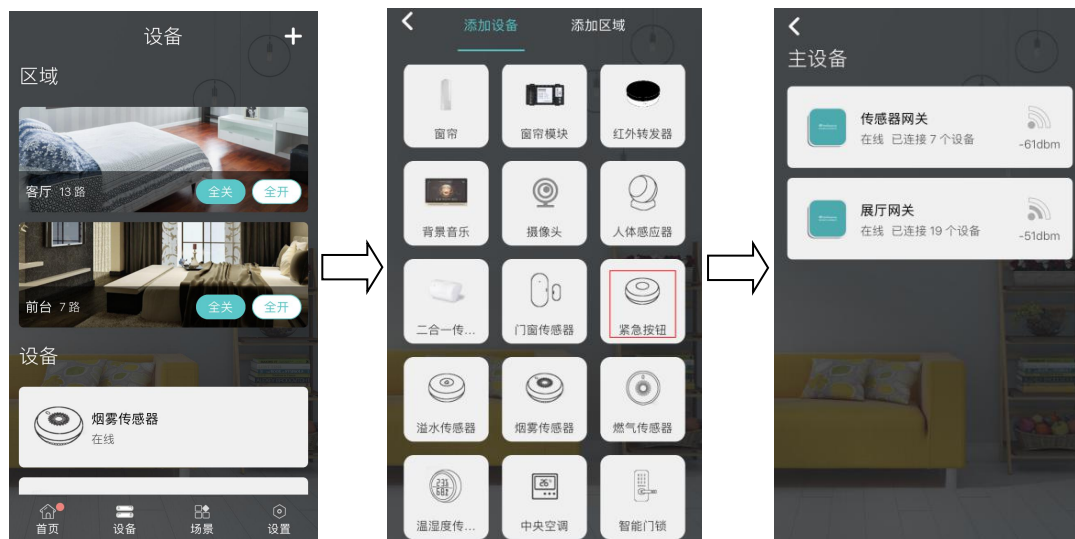 设备
+
区域
客厅 13 路
全关
全开
前台 7 路
全关
全开
设备
烟雾传感器
在线
首页
设备
场景
设置
添加设备
添加区域
窗帘
窗帘模块
红外转发器
背景音乐
摄像头
人体感应器
二合一传...
门窗传感器
紧急按钮
溢水传感器
烟雾传感器
燃气传感器
26°
温湿度传...
中央空调
智能门锁
主设备
传感器网关
在线 已连接 7 个设备
-61dbm
展厅网关
在线 已连接 19 个设备
-51dbm